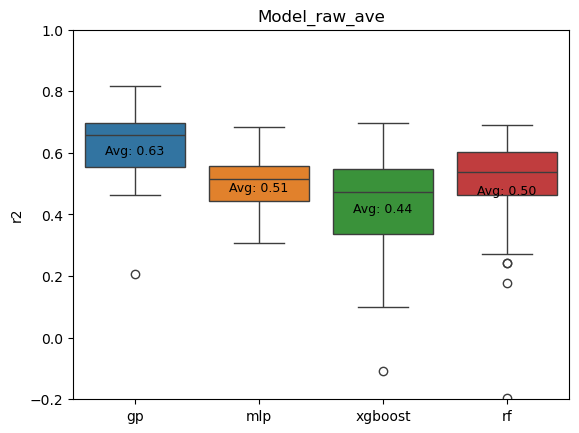 Model_raw_ave
1.0
0.8
0.6
0.4
0.2
0.0
−0.2
r2
Avg: 0.63
Avg: 0.51
Avg: 0.44
Avg: 0.50
gp
mlp
xgboost
rf